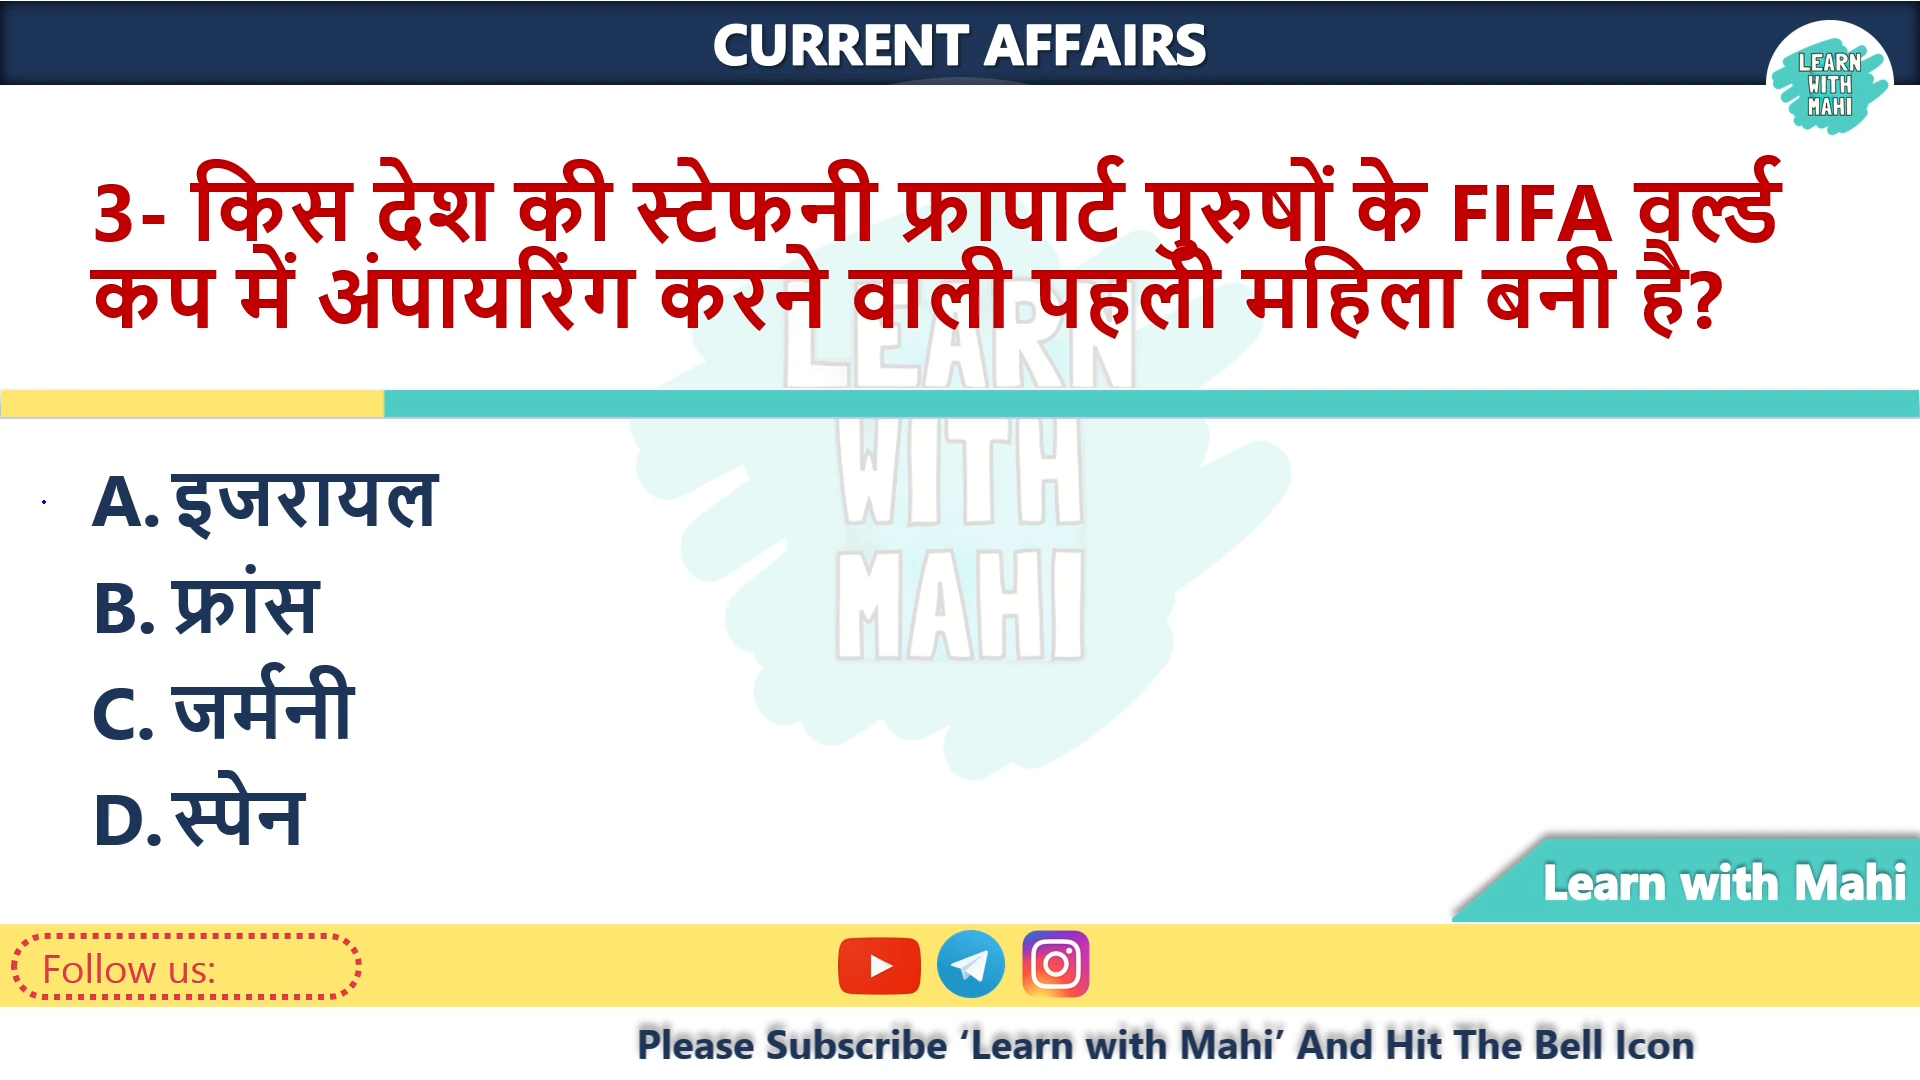 CURRENT AFFAIRS
LEARN
WITH
MAHI
3- किस देश की स्टेफनी फ्रापार्ट पुरुषों के FIFA वर्ल्ड
कप में अंपायरिंग करने वाली पहली महिला बनी है?
LEARN
WITH
MAHI
A. इजरायल
B. फ्रांस
C. जर्मनी
D. स्पेन
Learn with Mahi
Follow us:
Please Subscribe ‘Learn with Mahi’ And Hit The Bell Icon